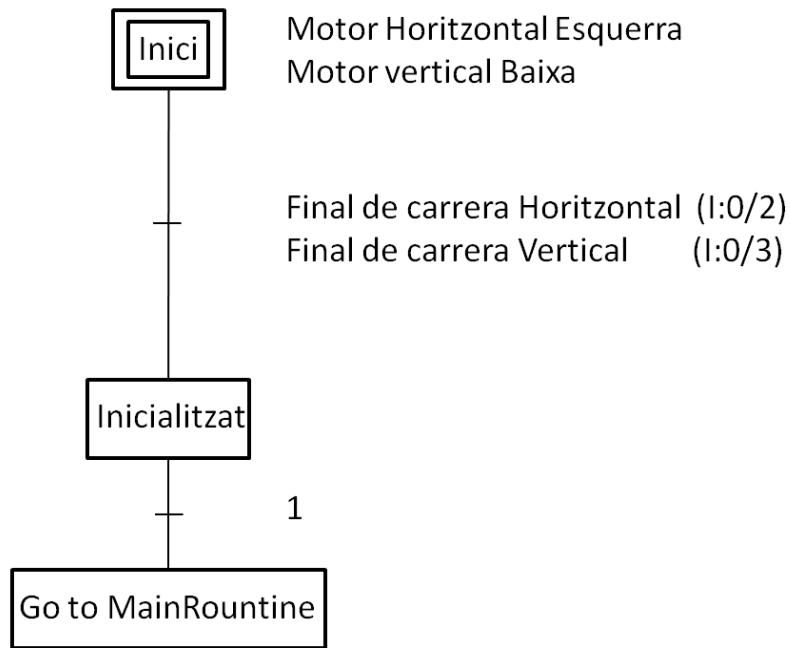 Inici
Motor Horitzontal Esquerra
Motor vertical Baixa
Final de carrera Horitzontal (I:0/2)
Final de carrera Vertical (I:0/3)
Inicialitzat
1
Go to MainRountine